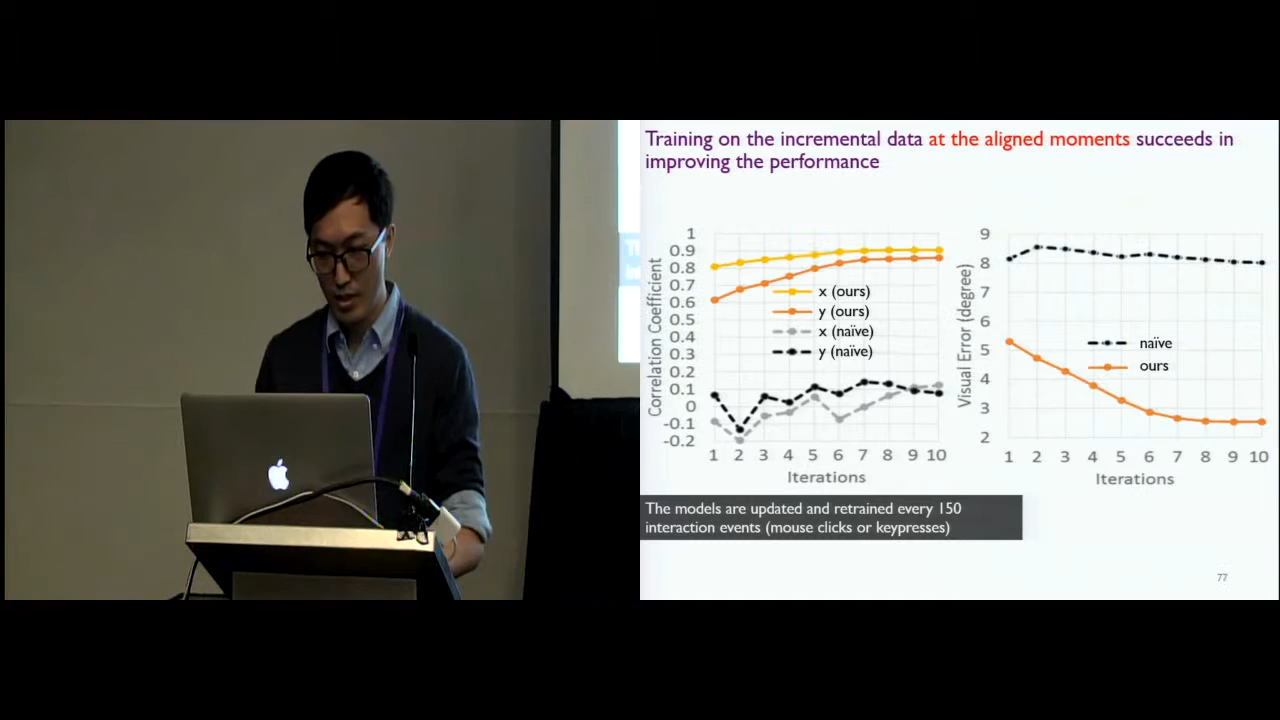 Training on the incremental data at the aligned moments succeeds in
improving the performance
1
0.9
0.8
0.7
0.6
0.5
0.4
0.3
0.2
0.1
0
-0.1
-0.2
Correlation Coefficient
x (ours)
y (ours)
x (naïve)
y (naïve)
1 2 3 4 5 6 7 8 9 10
Iterations
9
8
7
6
5
4
3
2
Visual Error (degree)
naïve
ours
1 2 3 4 5 6 7 8 9 10
Iterations
The models are updated and retrained every 150
interaction events (mouse clicks or keypresses)
77